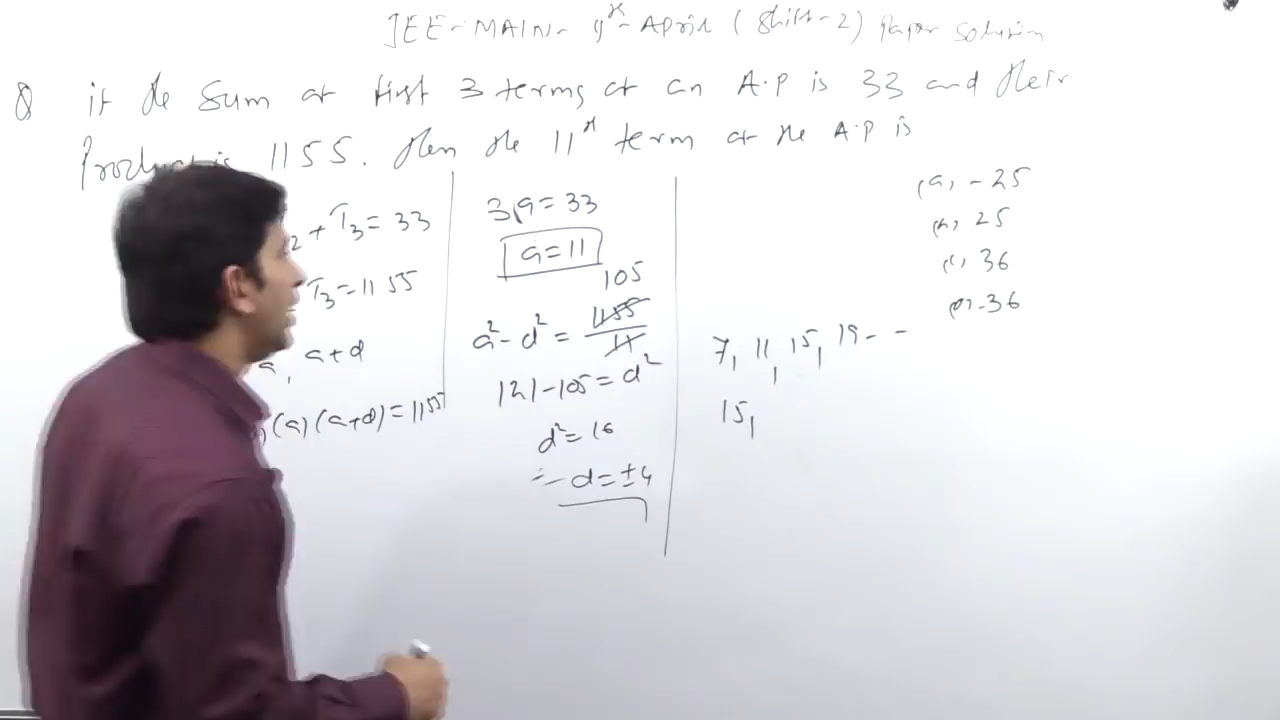 JEE-MAIN- 9th April (Shift-2) Paper Solution
Q if the Sum of first 3 terms of an A.P is 33 and their
Product is 1155. then the 11th term of the A.P is
2 + T3 = 33
T3 = 1155
a, a+d
(a) (a+d) = 1155
3a = 33
a = 11
105
a² - d² = 1155/11
121 - 105 = d²
d² = 16
∴ d = ±4
(a) -25
(b) 25
(c) 36
(d) -36
7, 11, 15, 19 - -
15,